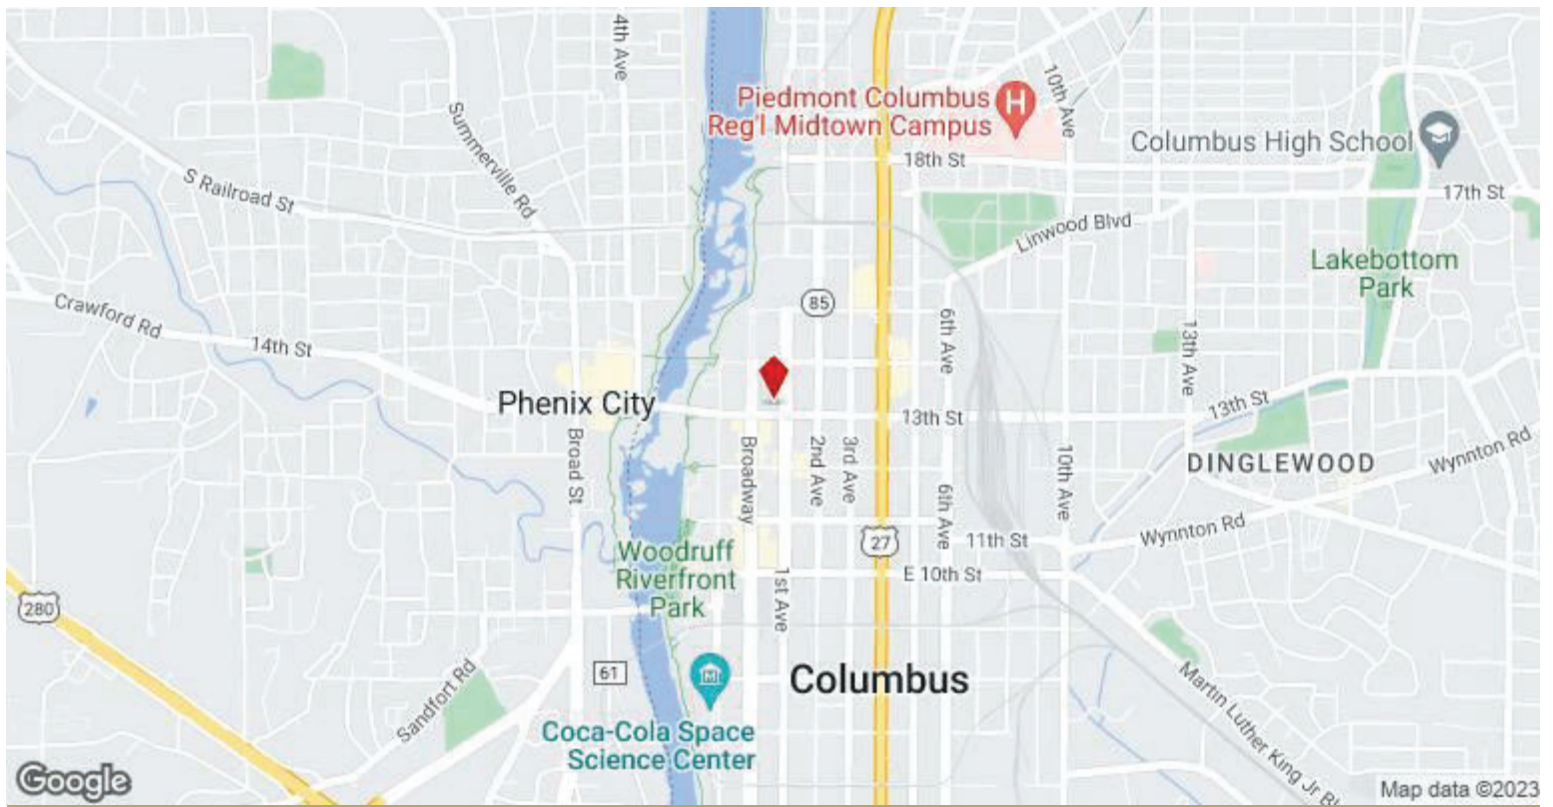 4th Ave
Piedmont Columbus
Reg'l Midtown Campus
H
10th Ave
Summerville Rd
Columbus High School
18th St
S Railroad St
17th St
Linwood Blvd
Lakebottom
Park
85
Crawford Rd
14th St
6th Ave
13th Ave
Phenix City
13th St
13th St
Broad St
Broadway
2nd Ave
3rd Ave
10th Ave
DINGLEWOOD
Wynnton Rd
6th Ave
Wynnton Rd
27
11th St
Woodruff
Riverfront
Park
1st Ave
E 10th St
280
61
Sandfort Rd
Columbus
Martin Luther King Jr Bl
Coca-Cola Space
Science Center
Google
Map data ©2023